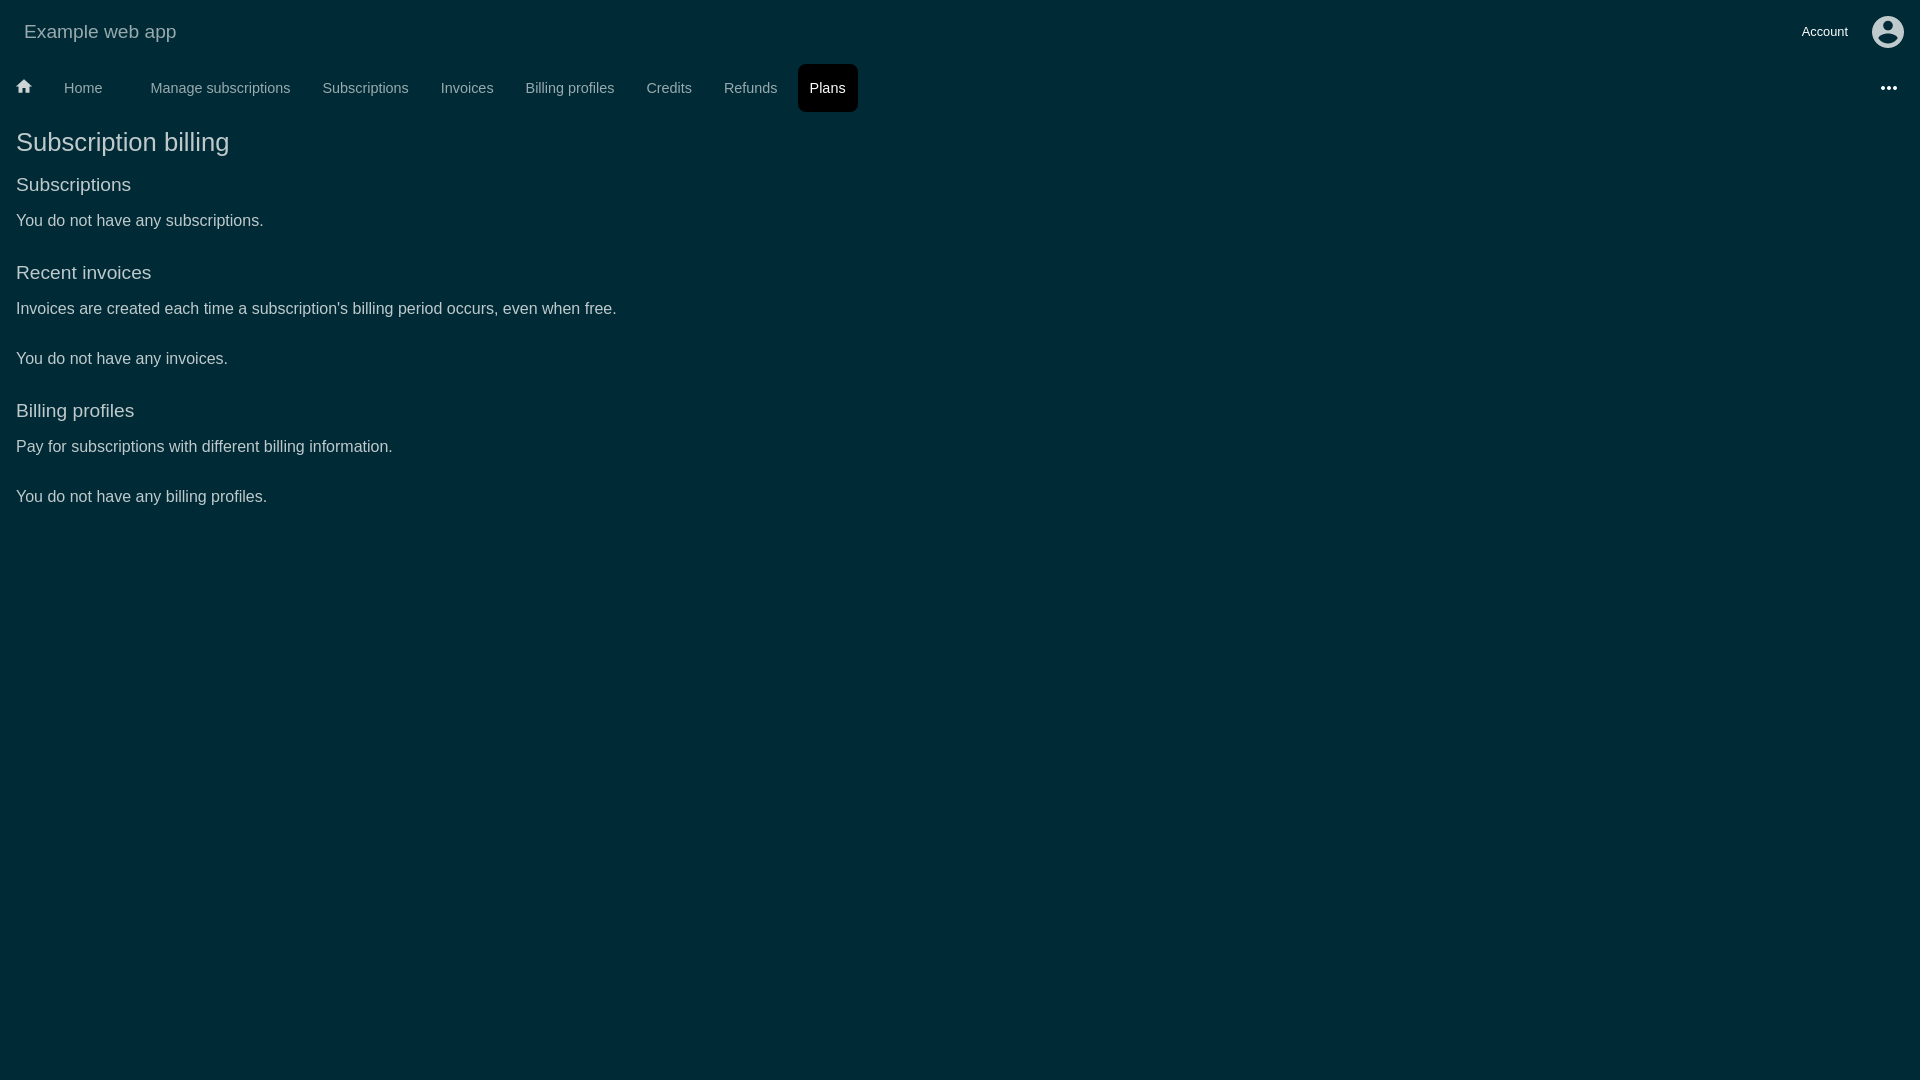 Example web app
Account
Home
Manage subscriptions
Subscriptions
Invoices
Billing profiles
Credits
Refunds
Plans
Subscription billing
Subscriptions
You do not have any subscriptions.
Recent invoices
Invoices are created each time a subscription's billing period occurs, even when free.
You do not have any invoices.
Billing profiles
Pay for subscriptions with different billing information.
You do not have any billing profiles.